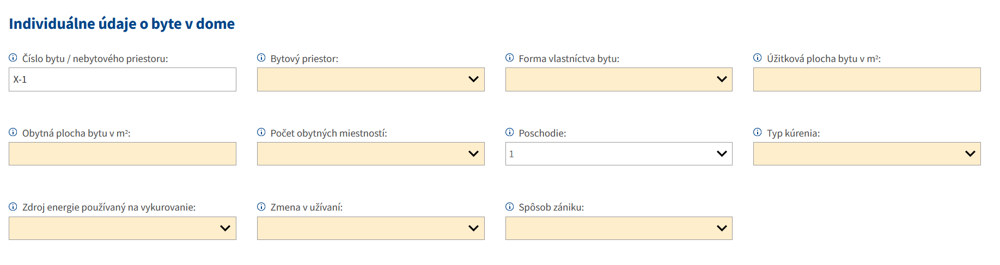 Individuálne údaje o byte v dome
Číslo bytu / nebytového priestoru:
Bytový priestor:
Forma vlastníctva bytu:
Úžitková plocha bytu v m²:
X-1
Obytná plocha bytu v m²:
Počet obytných miestností:
Poschodie:
Typ kúrenia:
1
Zdroj energie používaný na vykurovanie:
Zmena v užívaní:
Spôsob zániku: